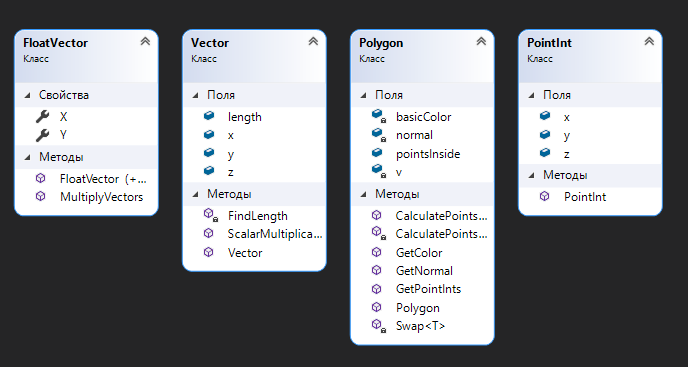 FloatVector
Класс
Свойства
X
Y
Методы
FloatVector (+...
MultiplyVectors
Vector
Класс
Поля
length
x
y
z
Методы
FindLength
ScalarMultiplica...
Vector
Polygon
Класс
Поля
basicColor
normal
pointsInside
v
Методы
CalculatePoints...
CalculatePoints...
GetColor
GetNormal
GetPointInts
Polygon
Swap<T>
PointInt
Класс
Поля
x
y
z
Методы
PointInt